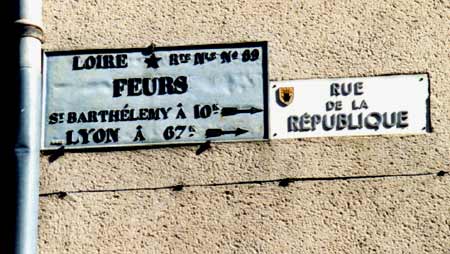 LOIRE ★ RTE NLE NO 89
FEURS
ST BARTHÉLEMY À 10K
LYON À 67K
RUE
DE LA
RÉPUBLIQUE